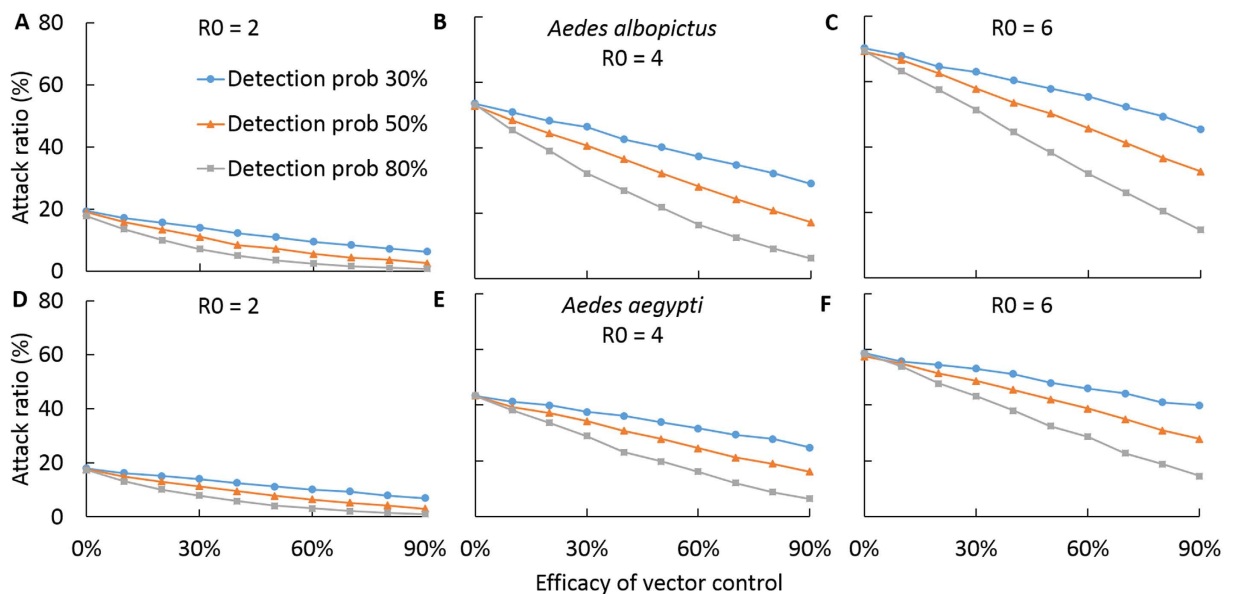 A
R0 = 2
B
Aedes albopictus
R0 = 4
C
R0 = 6
Attack ratio (%)
80
60
40
20
0
Detection prob 30%
Detection prob 50%
Detection prob 80%
D
R0 = 2
E
Aedes aegypti
R0 = 4
F
R0 = 6
Attack ratio (%)
80
60
40
20
0
0% 30% 60% 90%
0% 30% 60% 90%
0% 30% 60% 90%
Efficacy of vector control